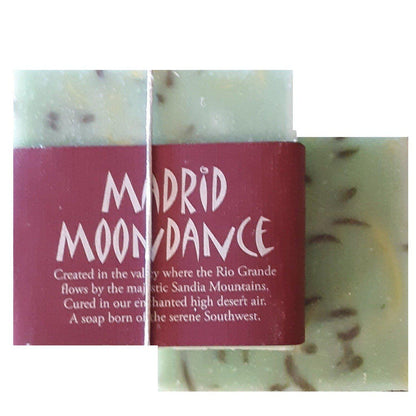 MADRID
MOONDANCE
Created in the valley where the Rio Grande
flows by the majestic Sandia Mountains.
Cured in our enchanted high desert air.
A soap born of the serene Southwest.